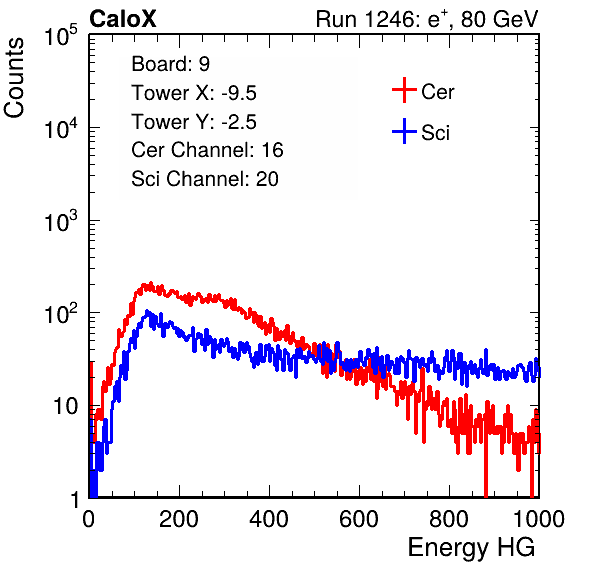 CaloX Run 1246: e⁺, 80 GeV
Counts
10⁵
10⁴
10³
10²
10
1
Board: 9
Tower X: -9.5
Tower Y: -2.5
Cer Channel: 16
Sci Channel: 20
Cer
Sci
0 200 400 600 800 1000
Energy HG